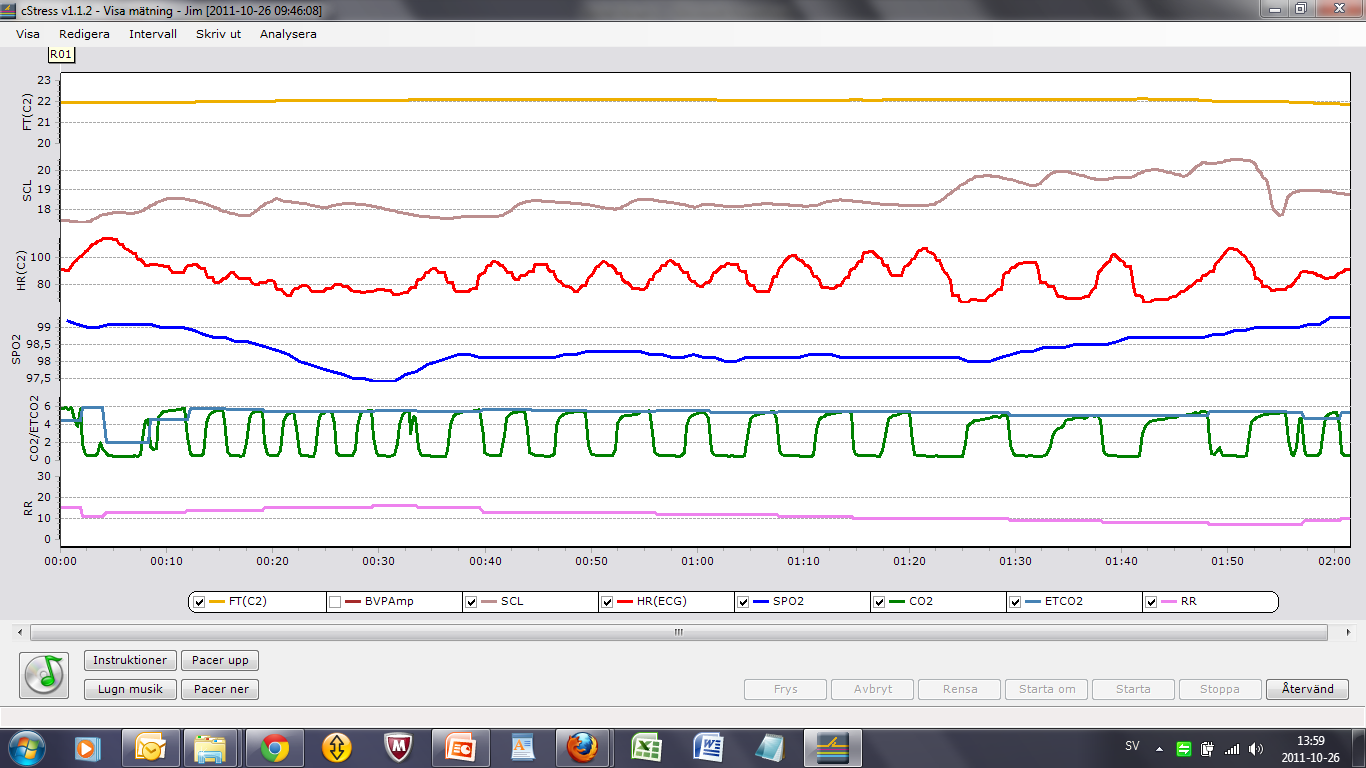 cStress v1.1.2 - Visa mätning - Jim [2011-10-26 09:46:08]
Visa Redigera Intervall Skriv ut Analysera
R01
FT(C2)
23
22
21
20
SCL
20
19
18
HR(C2)
100
80
SPO2
99
98,5
98
97,5
CO2/ETCO2
6
4
2
0
RR
30
20
10
0
00:00 00:10 00:20 00:30 00:40 00:50 01:00 01:10 01:20 01:30 01:40 01:50 02:00
FT(C2) BVPAmp SCL HR(ECG) SPO2 CO2 ETCO2 RR
Instruktioner Pacer upp
Lugn musik Pacer ner Frys Avbryt Rensa Starta om Starta Stoppa Återvänd
SV 13:59
2011-10-26